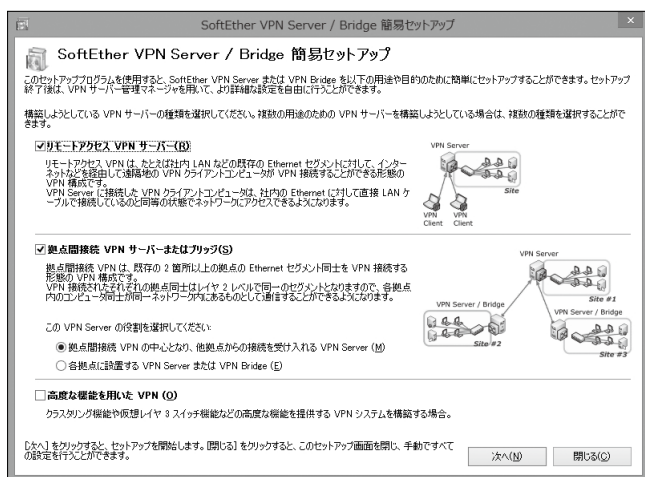 SoftEther VPN Server / Bridge 簡易セットアップ
×
SoftEther VPN Server / Bridge 簡易セットアップ
このセットアッププログラムを使用すると、SoftEther VPN Server または VPN Bridge を以下の用途や目的のために簡単にセットアップすることができます。セットアップ
終了後は、VPN サーバー管理マネージャを用いて、より詳細な設定を自由に行うことができます。
構築しようとしている VPN サーバーの種類を選択してください。複数の用途のための VPN サーバーを構築しようとしている場合は、複数の種類を選択することがで
きます。
リモートアクセス VPN サーバー(R)
リモートアクセス VPN は、たとえば社内 LAN などの既存の Ethernet セグメントに対して、インター
ネットなどを経由して遠隔地の VPN クライアントコンピュータが VPN 接続することができる形態の
VPN 構成です。
VPN Server に接続した VPN クライアントコンピュータは、社内の Ethernet に対して直接 LAN ケ
ーブルで接続しているのと同等の状態でネットワークにアクセスできるようになります。
VPN Server
Site
VPN Client
VPN Client
拠点間接続 VPN サーバーまたはブリッジ(S)
拠点間接続 VPN は、既存の 2 箇所以上の拠点の Ethernet セグメント同士を VPN 接続する
形態の VPN 構成です。
VPN 接続されたそれぞれの拠点同士はレイヤ 2 レベルで同一のセグメントとなりますので、各拠点
内のコンピュータ同士が同一ネットワーク内にあるものとして通信することができるようになります。
VPN Server
Site #1
VPN Server / Bridge
VPN Server / Bridge
Site #2
Site #3
この VPN Server の役割を選択してください:
拠点間接続 VPN の中心となり、他拠点からの接続を受け入れる VPN Server (M)
各拠点に設置する VPN Server または VPN Bridge (E)
高度な機能を用いた VPN (O)
クラスタリング機能や仮想レイヤ 3 スイッチ機能などの高度な機能を提供する VPN システムを構築する場合。
[次へ] をクリックすると、セットアップを開始します。[閉じる] をクリックすると、このセットアップ画面を閉じ、手動ですべて
の設定を行うことができます。
次へ(N)
閉じる(C)